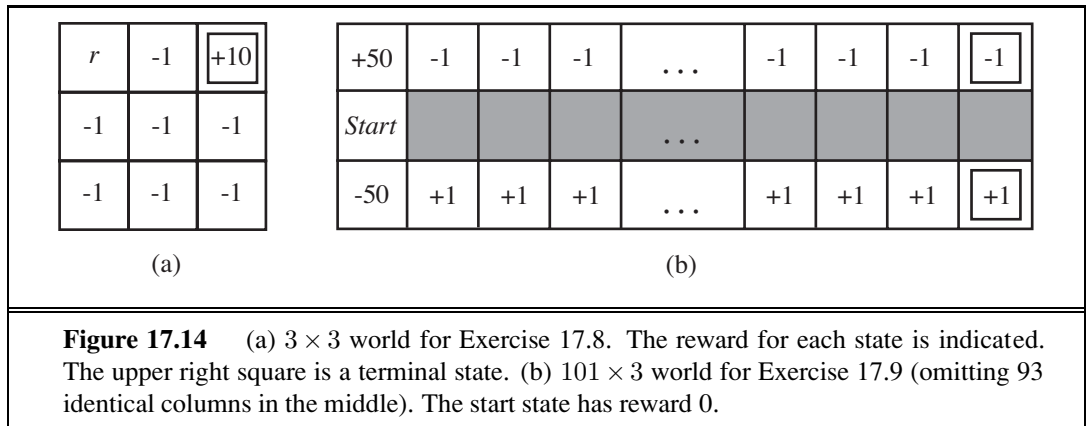 r -1 +10
-1 -1 -1
-1 -1 -1
(a)
+50 -1 -1 -1 ... -1 -1 -1 -1
Start ...
-50 +1 +1 +1 ... +1 +1 +1 +1
(b)
Figure 17.14 (a) 3 × 3 world for Exercise 17.8. The reward for each state is indicated.
The upper right square is a terminal state. (b) 101 × 3 world for Exercise 17.9 (omitting 93
identical columns in the middle). The start state has reward 0.